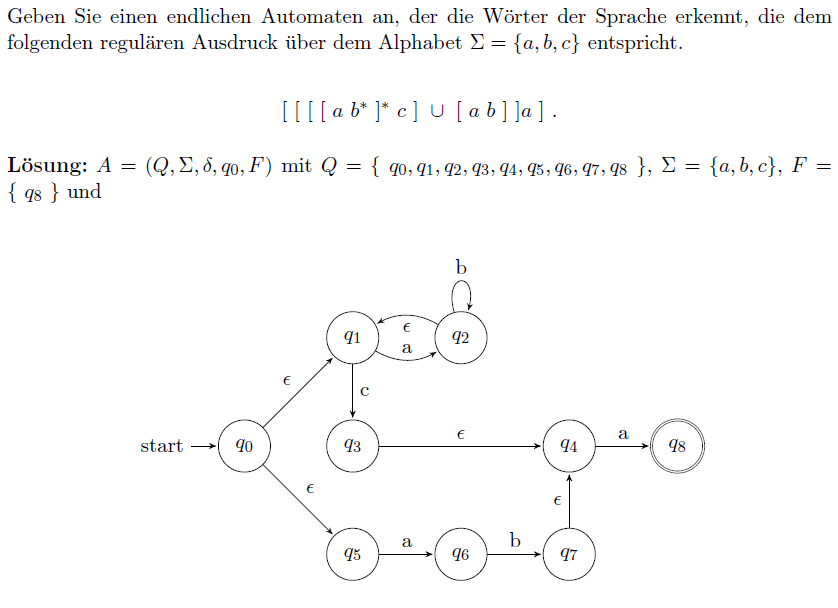 Geben Sie einen endlichen Automaten an, der die Wörter der Sprache erkennt, die dem
folgenden regulären Ausdruck über dem Alphabet Σ = {a, b, c} entspricht.
[ [ [ [ a b* ]* c ] ∪ [ a b ] ]a ] .
Lösung: A = (Q, Σ, δ, q₀, F) mit Q = { q₀, q₁, q₂, q₃, q₄, q₅, q₆, q₇, q₈ }, Σ = {a, b, c}, F =
{ q₈ } und
b
q₁ ϵ a q₂
ϵ c
start q₀ q₃ ϵ q₄ a q₈
ϵ ϵ
q₅ a q₆ b q₇